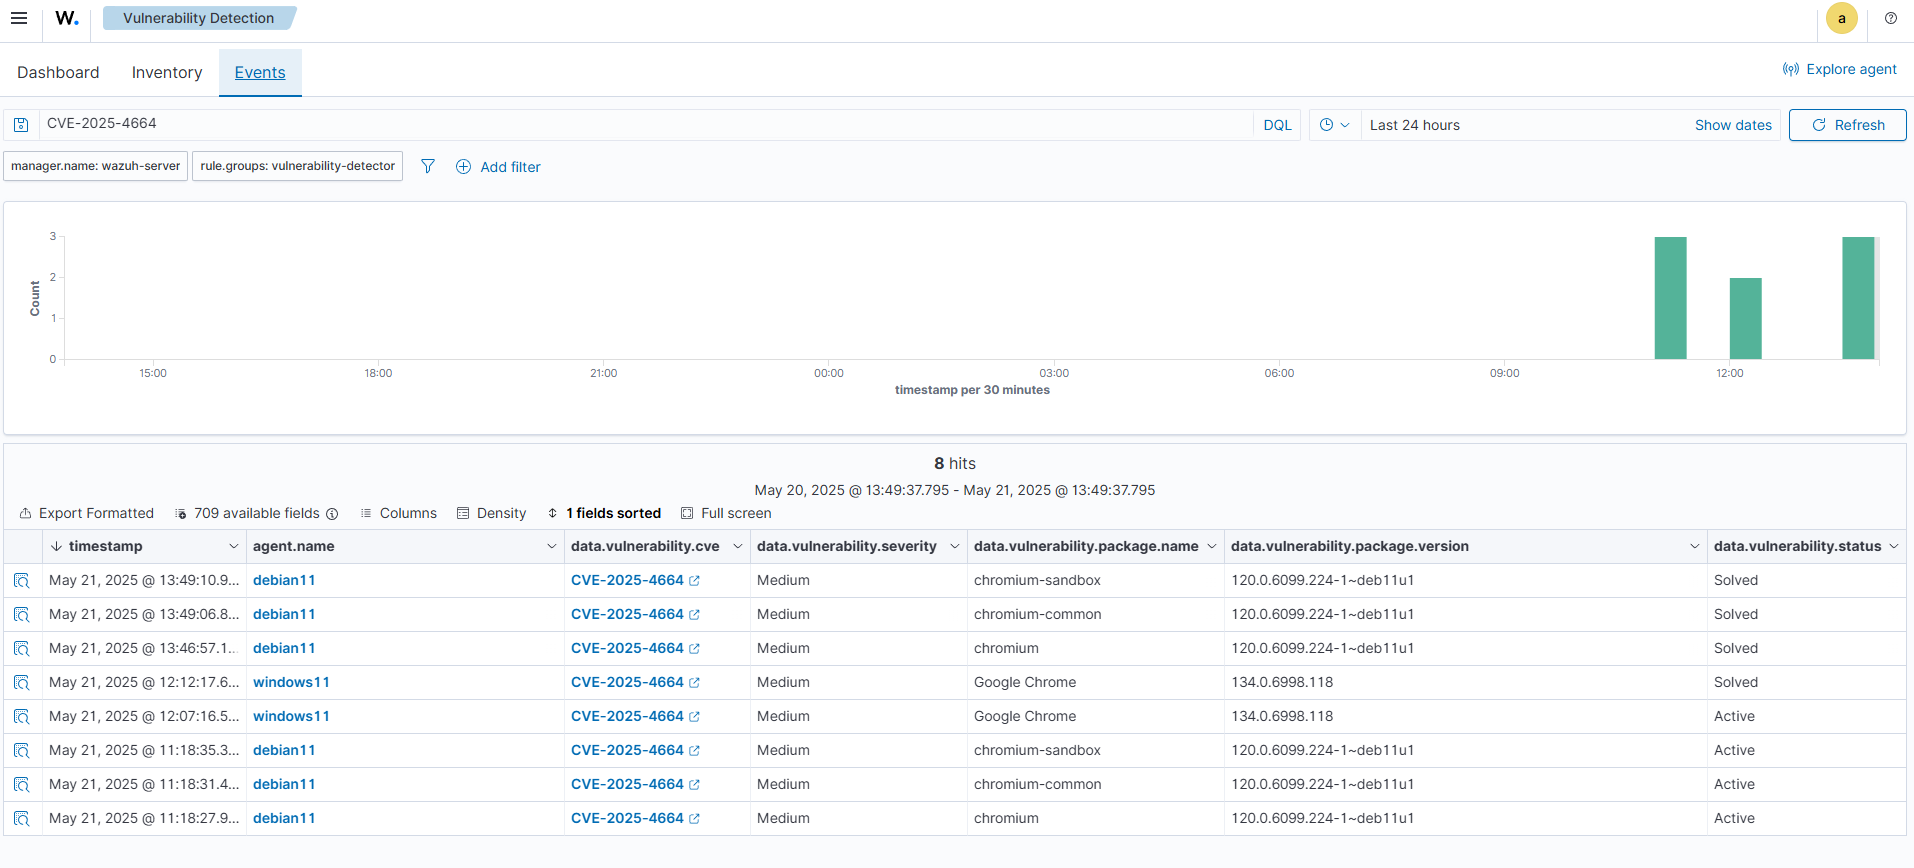 W. Vulnerability Detection a
Dashboard Inventory Events Explore agent
CVE-2025-4664 DQL Last 24 hours Show dates Refresh
manager.name: wazuh-server rule.groups: vulnerability-detector Add filter
3
2
1
0
Count
15:00 18:00 21:00 00:00 03:00 06:00 09:00 12:00
timestamp per 30 minutes
8 hits
May 20, 2025 @ 13:49:37.795 - May 21, 2025 @ 13:49:37.795
Export Formatted 709 available fields Columns Density 1 fields sorted Full screen
timestamp agent.name data.vulnerability.cve data.vulnerability.severity data.vulnerability.package.name data.vulnerability.package.version data.vulnerability.status
May 21, 2025 @ 13:49:10.9... debian11 CVE-2025-4664 Medium chromium-sandbox 120.0.6099.224-1~deb11u1 Solved
May 21, 2025 @ 13:49:06.8... debian11 CVE-2025-4664 Medium chromium-common 120.0.6099.224-1~deb11u1 Solved
May 21, 2025 @ 13:46:57.1... debian11 CVE-2025-4664 Medium chromium 120.0.6099.224-1~deb11u1 Solved
May 21, 2025 @ 12:12:17.6... windows11 CVE-2025-4664 Medium Google Chrome 134.0.6998.118 Solved
May 21, 2025 @ 12:07:16.5... windows11 CVE-2025-4664 Medium Google Chrome 134.0.6998.118 Active
May 21, 2025 @ 11:18:35.3... debian11 CVE-2025-4664 Medium chromium-sandbox 120.0.6099.224-1~deb11u1 Active
May 21, 2025 @ 11:18:31.4... debian11 CVE-2025-4664 Medium chromium-common 120.0.6099.224-1~deb11u1 Active
May 21, 2025 @ 11:18:27.9... debian11 CVE-2025-4664 Medium chromium 120.0.6099.224-1~deb11u1 Active